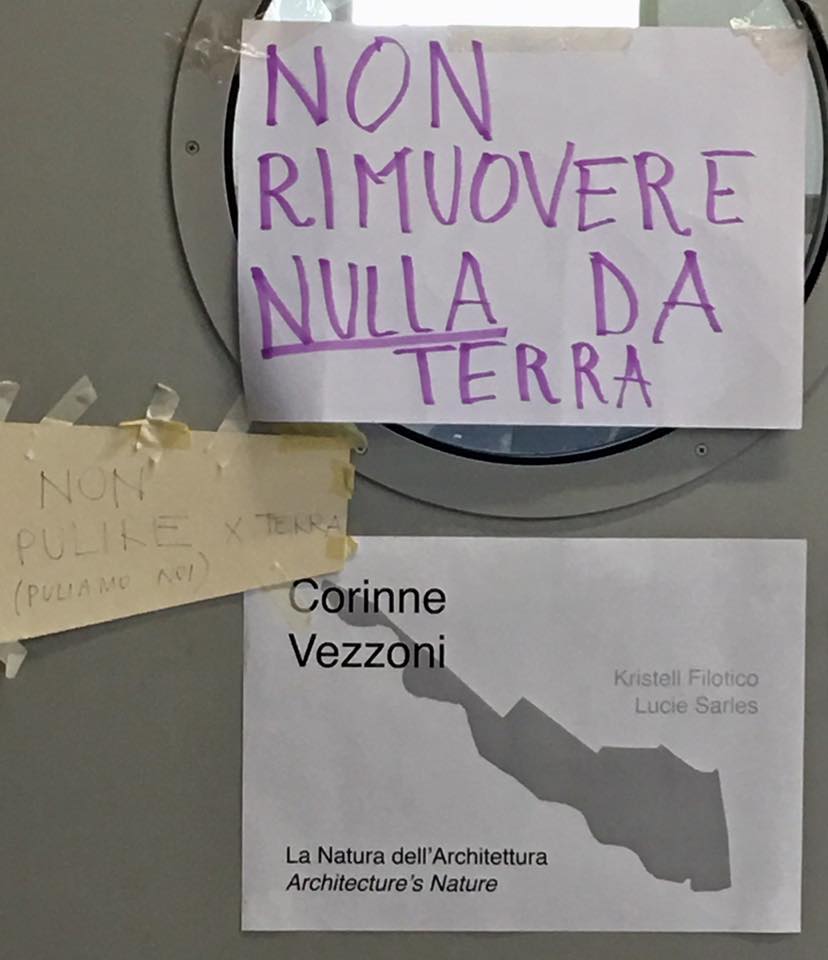 NON
RIMUOVERE
NULLA DA
TERRA
NON
PULIRE X TERRA
(PULIAMO NOI)
Corinne
Vezzoni
Kristell Filotico
Lucie Sarles
La Natura dell'Architettura
Architecture's Nature